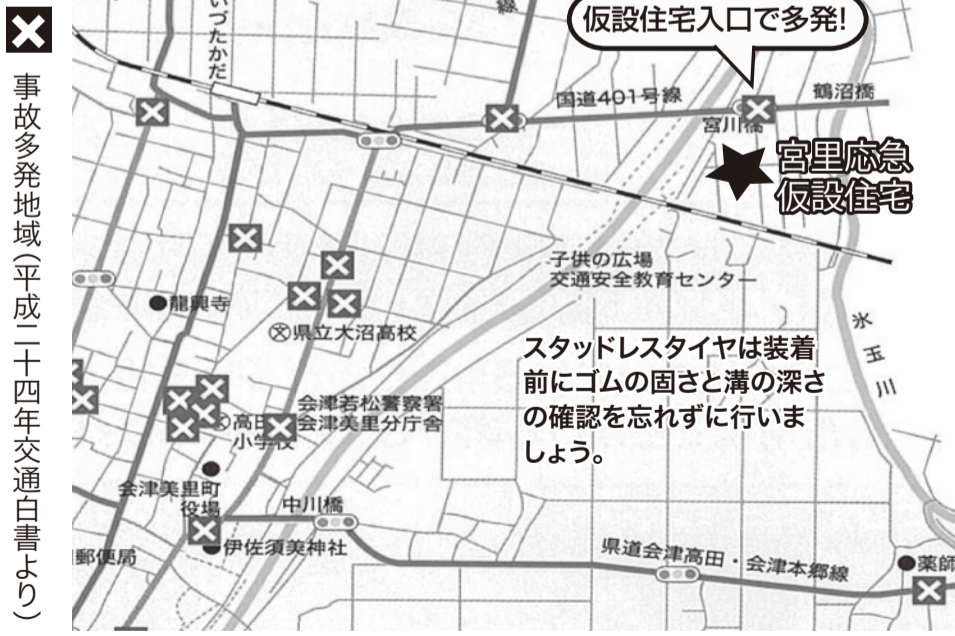 事故多発地域(平成二十四年交通白書より)
いづたかだ
線
仮設住宅入口で多発!
国道401号線
鶴沼橋
宮川橋
宮里応急
仮設住宅
子供の広場
交通安全教育センター
龍興寺
県立大沼高校
氷玉川
スタッドレスタイヤは装着
前にゴムの固さと溝の深さ
の確認を忘れずに行いま
しょう。
会津若松警察署
会津美里分庁舎
高田
小学校
会津美里町
役場
中川橋
伊佐須美神社
郵便局
県道会津高田・会津本郷線
薬師